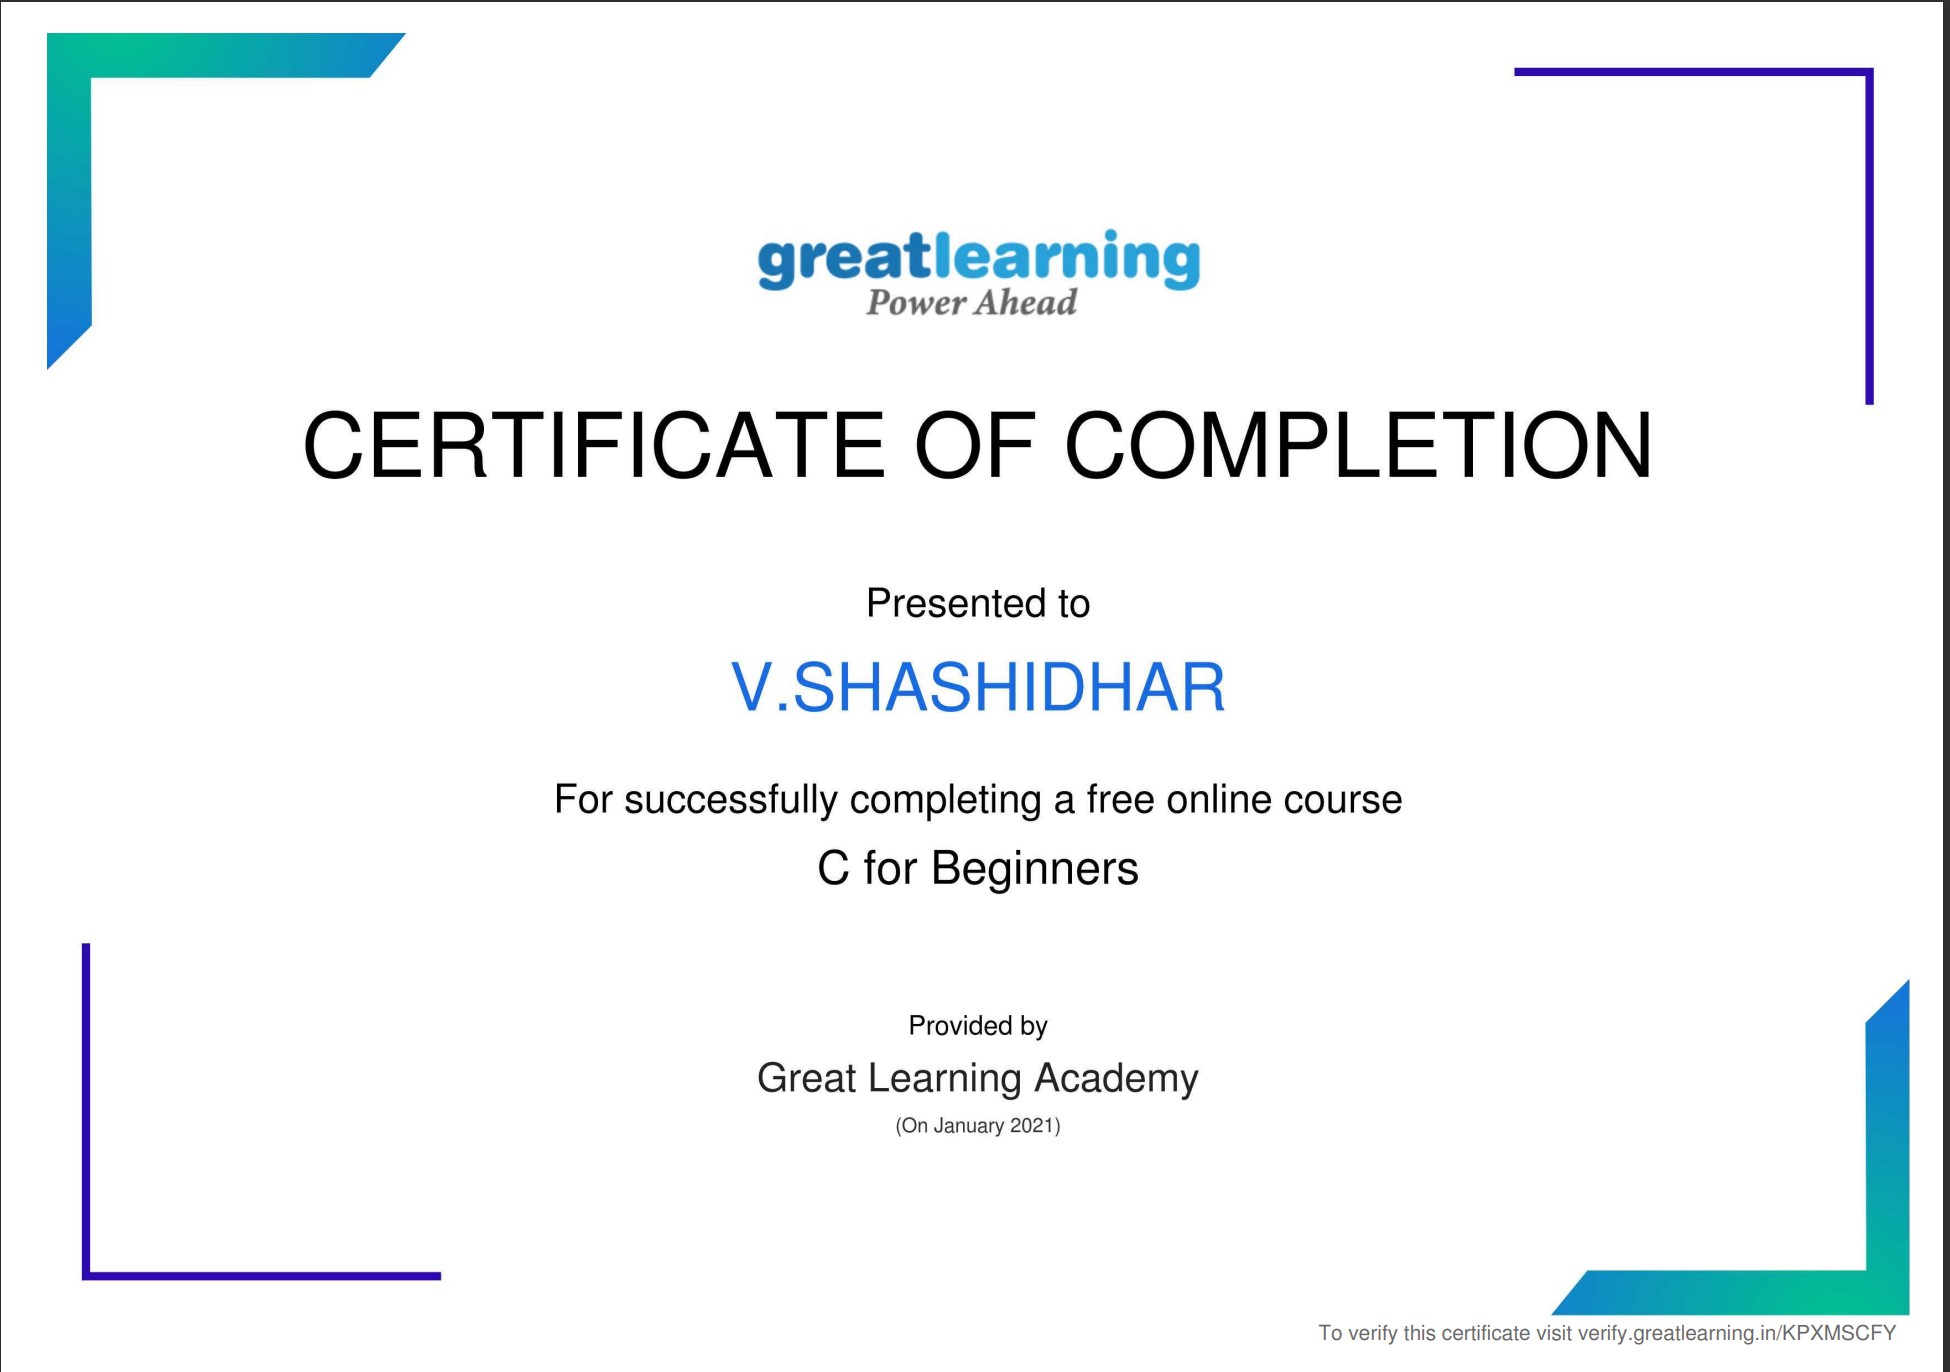 greatlearning
Power Ahead
CERTIFICATE OF COMPLETION
Presented to
V.SHASHIDHAR
For successfully completing a free online course
C for Beginners
Provided by
Great Learning Academy
(On January 2021)
To verify this certificate visit verify.greatlearning.in/KPXMSCFY